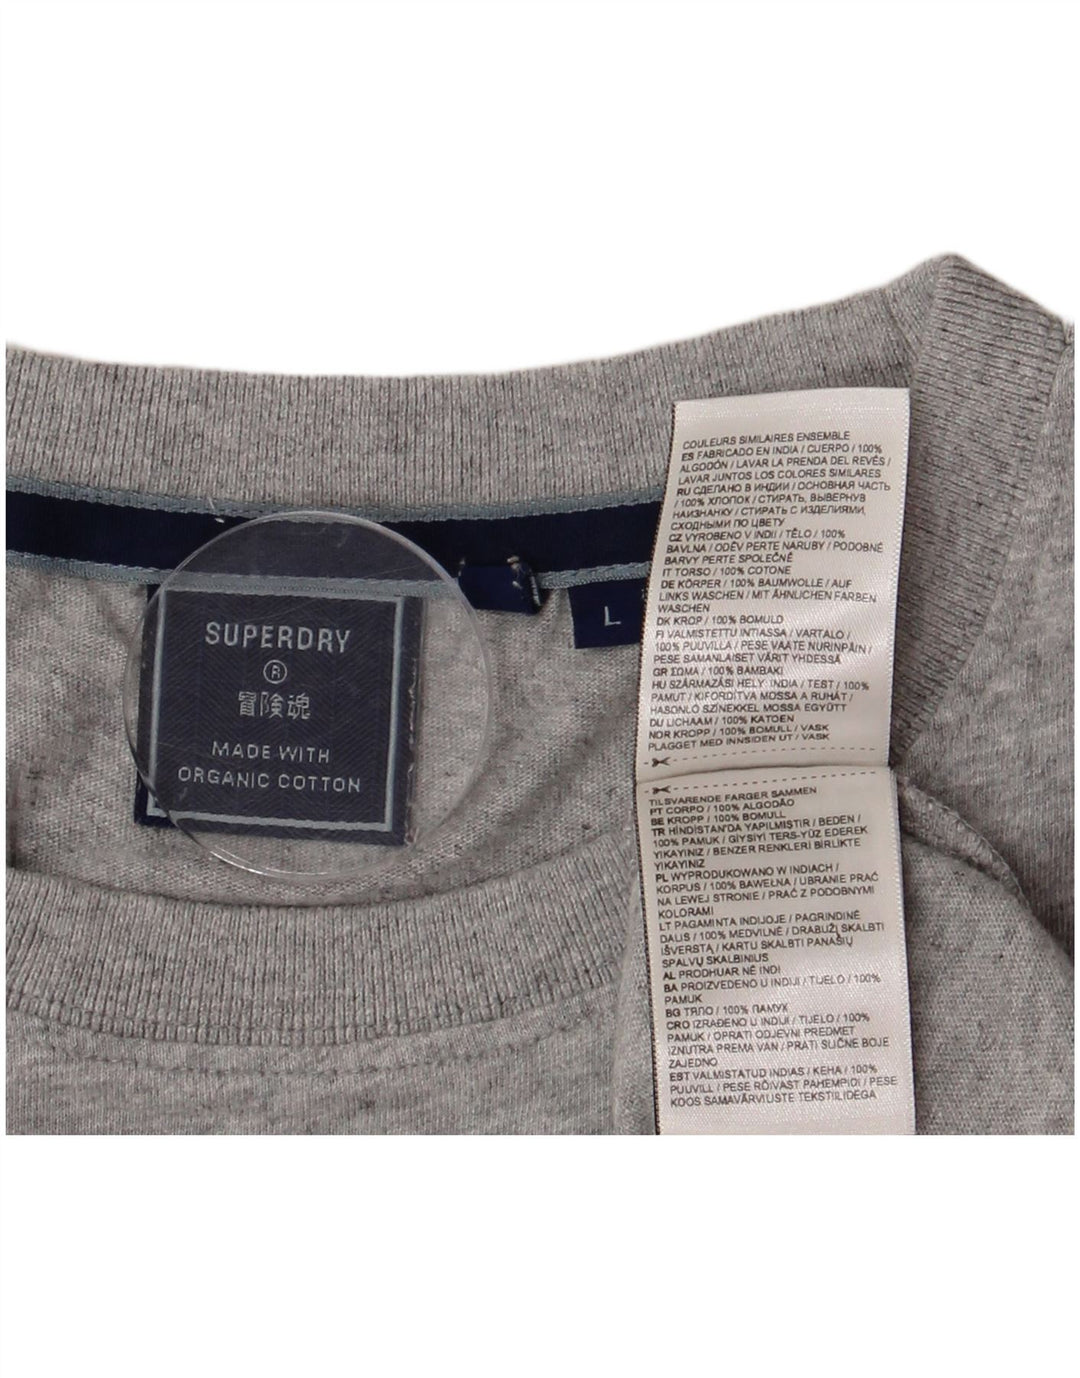 SUPERDRY
®
冒険魂
MADE WITH
ORGANIC COTTON
L
COULEURS SIMILAIRES ENSEMBLE
ES FABRICADO EN INDIA / CUERPO / 100%
ALGODÓN / LAVAR LA PRENDA DEL REVÉS /
LAVAR JUNTOS LOS COLORES SIMILARES
RU СДЕЛАНО В ИНДИИ / ОСНОВНАЯ ЧАСТЬ
/ 100% ХЛОПОК / СТИРАТЬ, ВЫВЕРНУВ
НАИЗНАНКУ / СТИРАТЬ С ИЗДЕЛИЯМИ,
СХОДНЫМИ ПО ЦВЕТУ
CZ VYROBENO V INDII / TĚLO / 100%
BAVLNA / ODĚV PERTE NARUBY / PODOBNÉ
BARVY PERTE SPOLEČNĚ
IT TORSO / 100% COTONE
DE KÖRPER / 100% BAUMWOLLE / AUF
LINKS WASCHEN / MIT ÄHNLICHEN FARBEN
WASCHEN
DK KROP / 100% BOMULD
FI VALMISTETTU INTIASSA / VARTALO /
100% PUUVILLA / PESE VAATE NURINPÄIN /
PESE SAMANLAISET VÄRIT YHDESSÄ
GR ΣΩΜΑ / 100% ΒΑΜΒΑΚΙ
HU SZÁRMAZÁSI HELY: INDIA / TEST / 100%
PAMUT / KIFORDÍTVA MOSSA A RUHÁT /
HASONLÓ SZÍNEKKEL MOSSA EGYÜTT
DU LICHAAM / 100% KATOEN
NOR KROPP / 100% BOMULL / VASK
PLAGGET MED INNSIDEN UT / VASK
TILSVARENDE FARGER SAMMEN
PT CORPO / 100% ALGODÃO
SE KROPP / 100% BOMULL
TR HİNDİSTAN'DA YAPILMIŞTIR / BEDEN /
100% PAMUK / GİYSİYİ TERS-YÜZ EDEREK
YIKAYINIZ / BENZER RENKLERİ BİRLİKTE
YIKAYINIZ
PL WYPRODUKOWANO W INDIACH /
KORPUS / 100% BAWEŁNA / UBRANIE PRAĆ
NA LEWEJ STRONIE / PRAĆ Z PODOBNYMI
KOLORAMI
LT PAGAMINTA INDIJOJE / PAGRINDINĖ
DALIS / 100% MEDVILNĖ / DRABUŽĮ SKALBTI
IŠVERSTĄ / KARTU SKALBTI PANAŠIŲ
SPALVŲ SKALBINIUS
AL PRODHUAR NË INDI
BA PROIZVEDENO U INDIJI / TIJELO / 100%
PAMUK
BG ТЯЛО / 100% ПАМУК
CRO IZRAĐENO U INDIJI / TIJELO / 100%
PAMUK / OPRATI ODJEVNI PREDMET
IZNUTRA PREMA VAN / PRATI SLIČNE BOJE
ZAJEDNO
EST VALMISTATUD INDIAS / KEHA / 100%
PUUVILL / PESE RÕIVAST PAHEMPIDI / PESE
KOOS SAMAVÄRVIUSTE TEKSTIILIDEGA